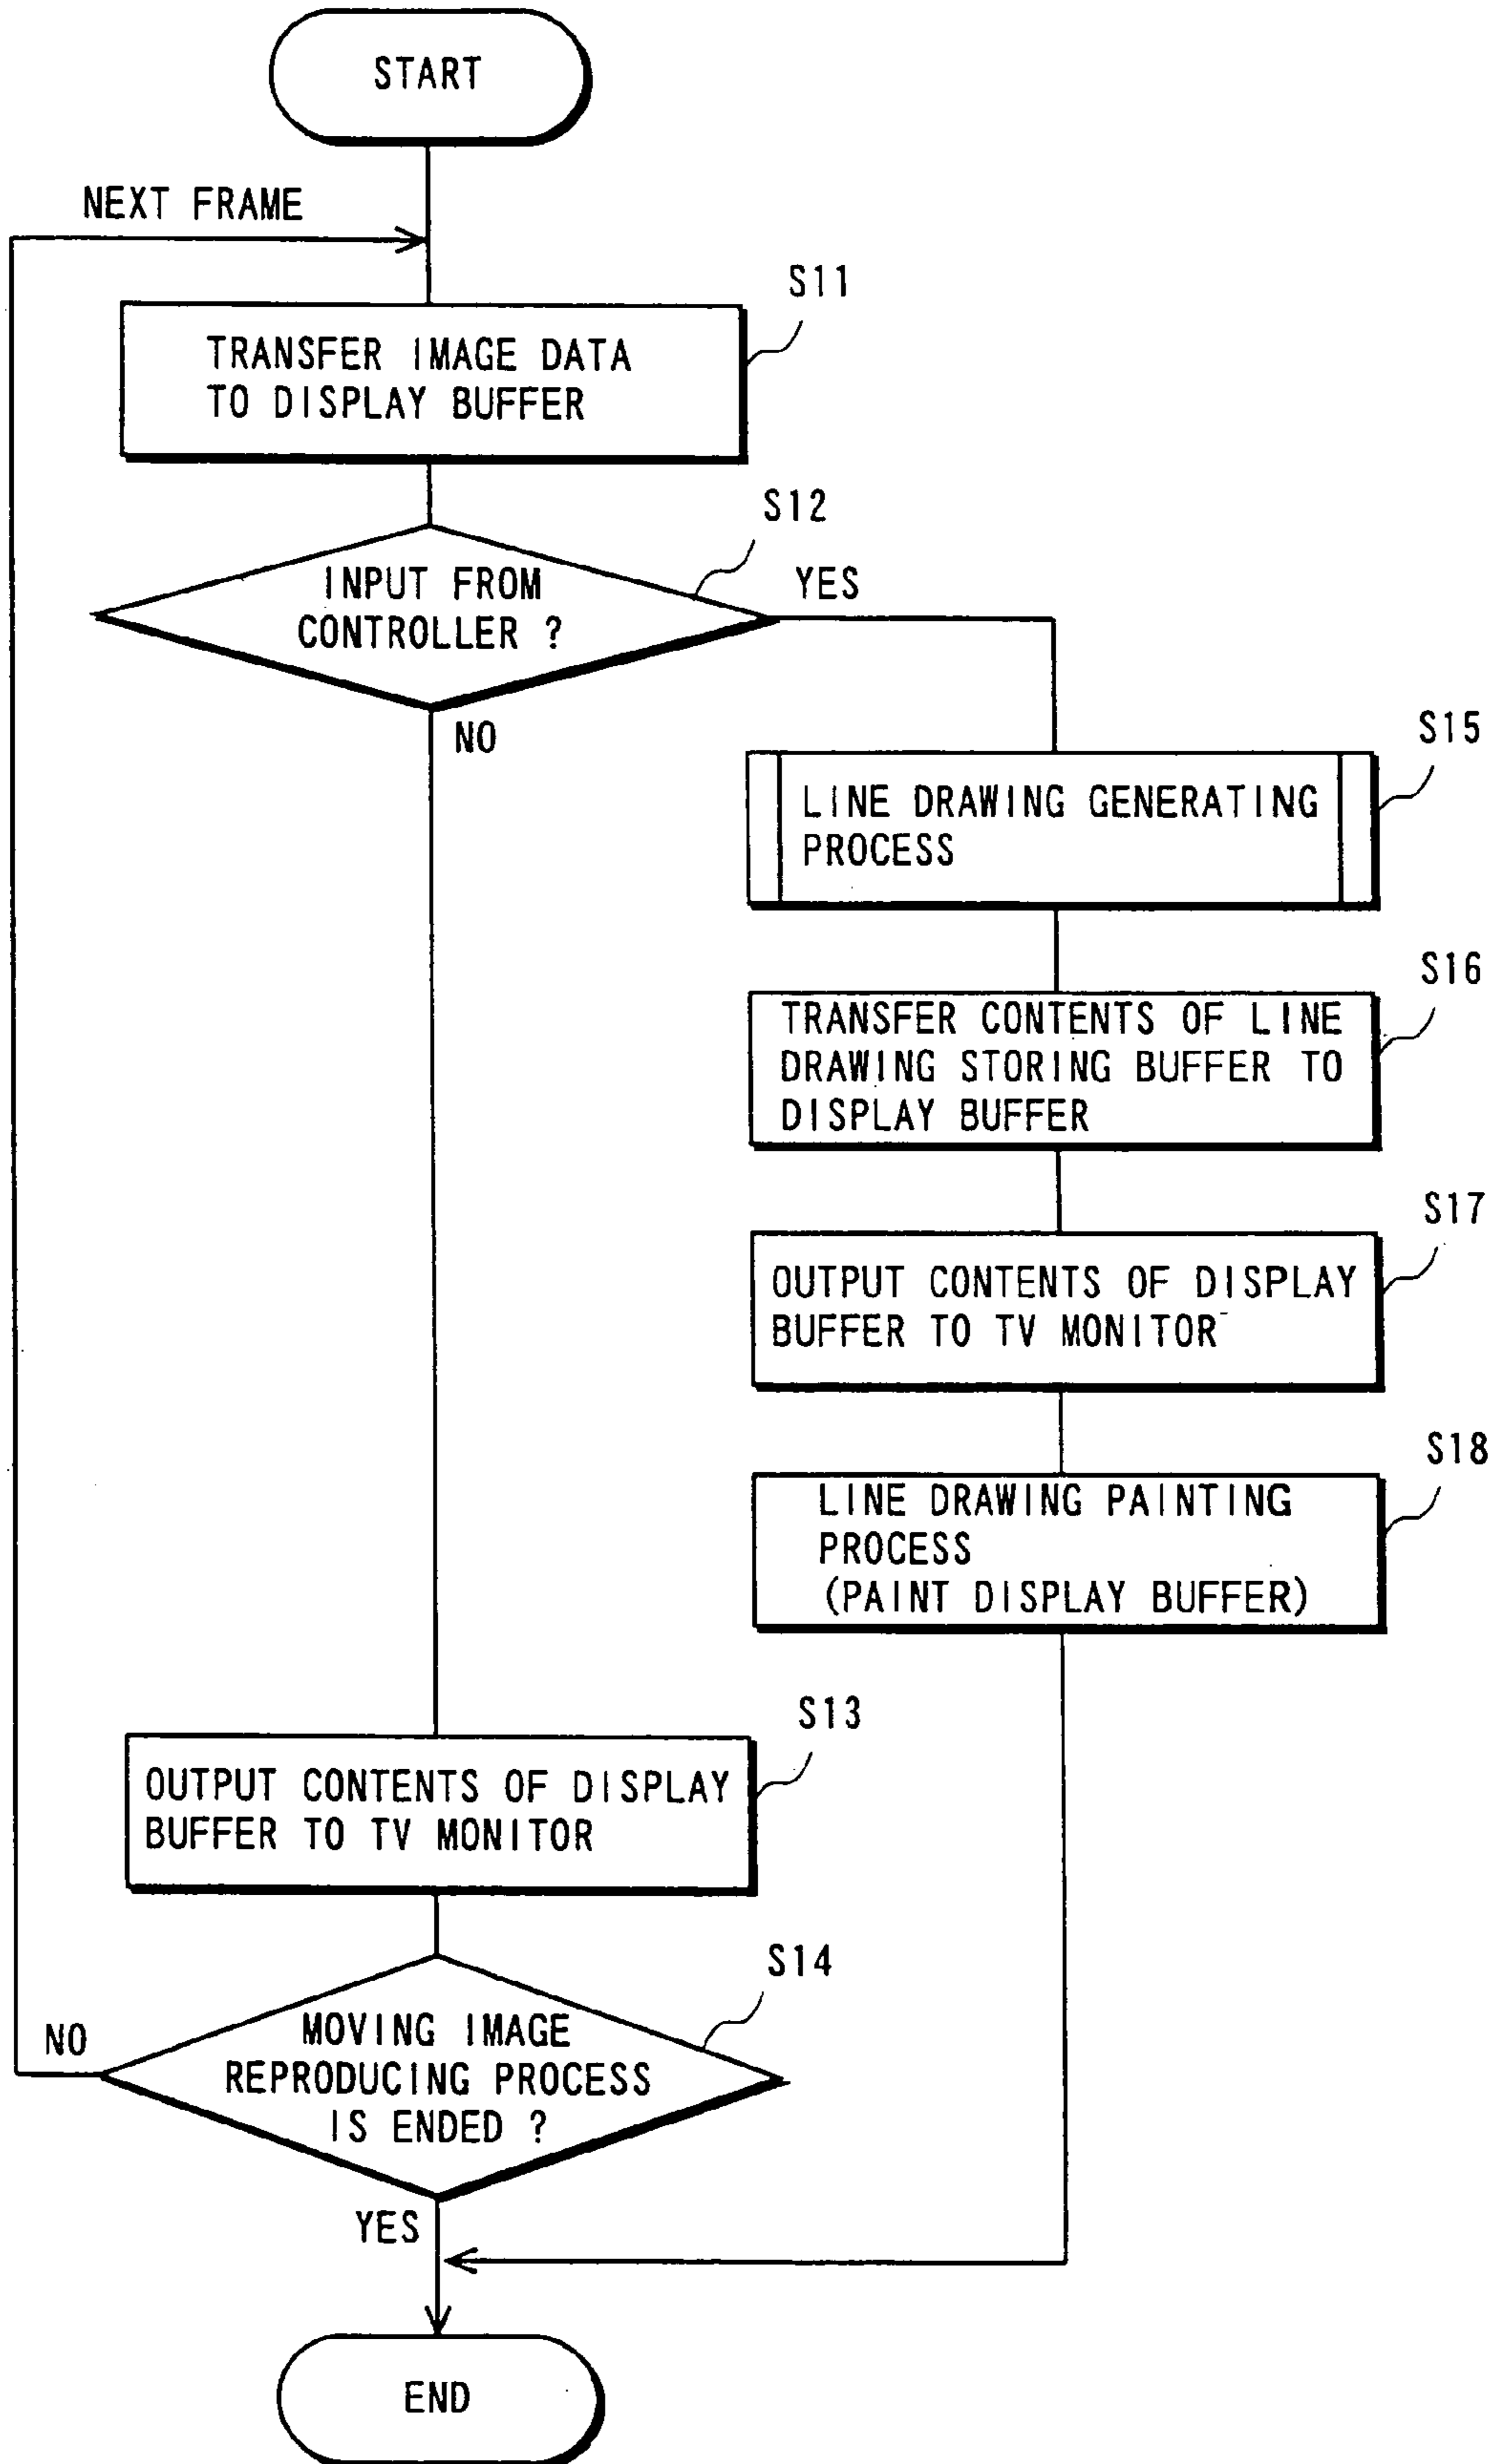 START
NEXT FRAME
S11
TRANSFER IMAGE DATA
TO DISPLAY BUFFER
S12
INPUT FROM
CONTROLLER ?
YES
NO
S15
LINE DRAWING GENERATING
PROCESS
S16
TRANSFER CONTENTS OF LINE
DRAWING STORING BUFFER TO
DISPLAY BUFFER
S17
OUTPUT CONTENTS OF DISPLAY
BUFFER TO TV MONITOR
S18
LINE DRAWING PAINTING
PROCESS
(PAINT DISPLAY BUFFER)
S13
OUTPUT CONTENTS OF DISPLAY
BUFFER TO TV MONITOR
S14
MOVING IMAGE
REPRODUCING PROCESS
IS ENDED ?
NO
YES
END